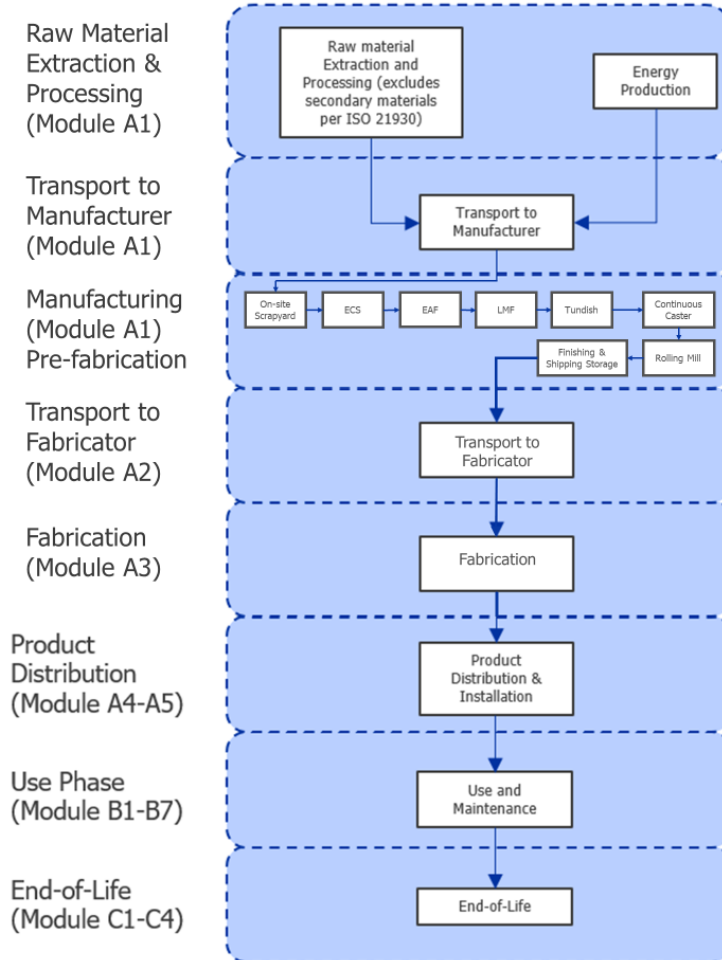 Raw Material
Extraction &
Processing
(Module A1)
Raw material
Extraction and
Processing (excludes
secondary materials
per ISO 21930)
Energy
Production
Transport to
Manufacturer
(Module A1)
Transport to
Manufacturer
Manufacturing
(Module A1)
Pre-fabrication
On-site
Scrapyard
ECS
EAF
LMF
Tundish
Continuous
Caster
Rolling Mill
Finishing &
Shipping Storage
Transport to
Fabricator
(Module A2)
Transport to
Fabricator
Fabrication
(Module A3)
Fabrication
Product
Distribution
(Module A4-A5)
Product
Distribution &
Installation
Use Phase
(Module B1-B7)
Use and
Maintenance
End-of-Life
(Module C1-C4)
End-of-Life